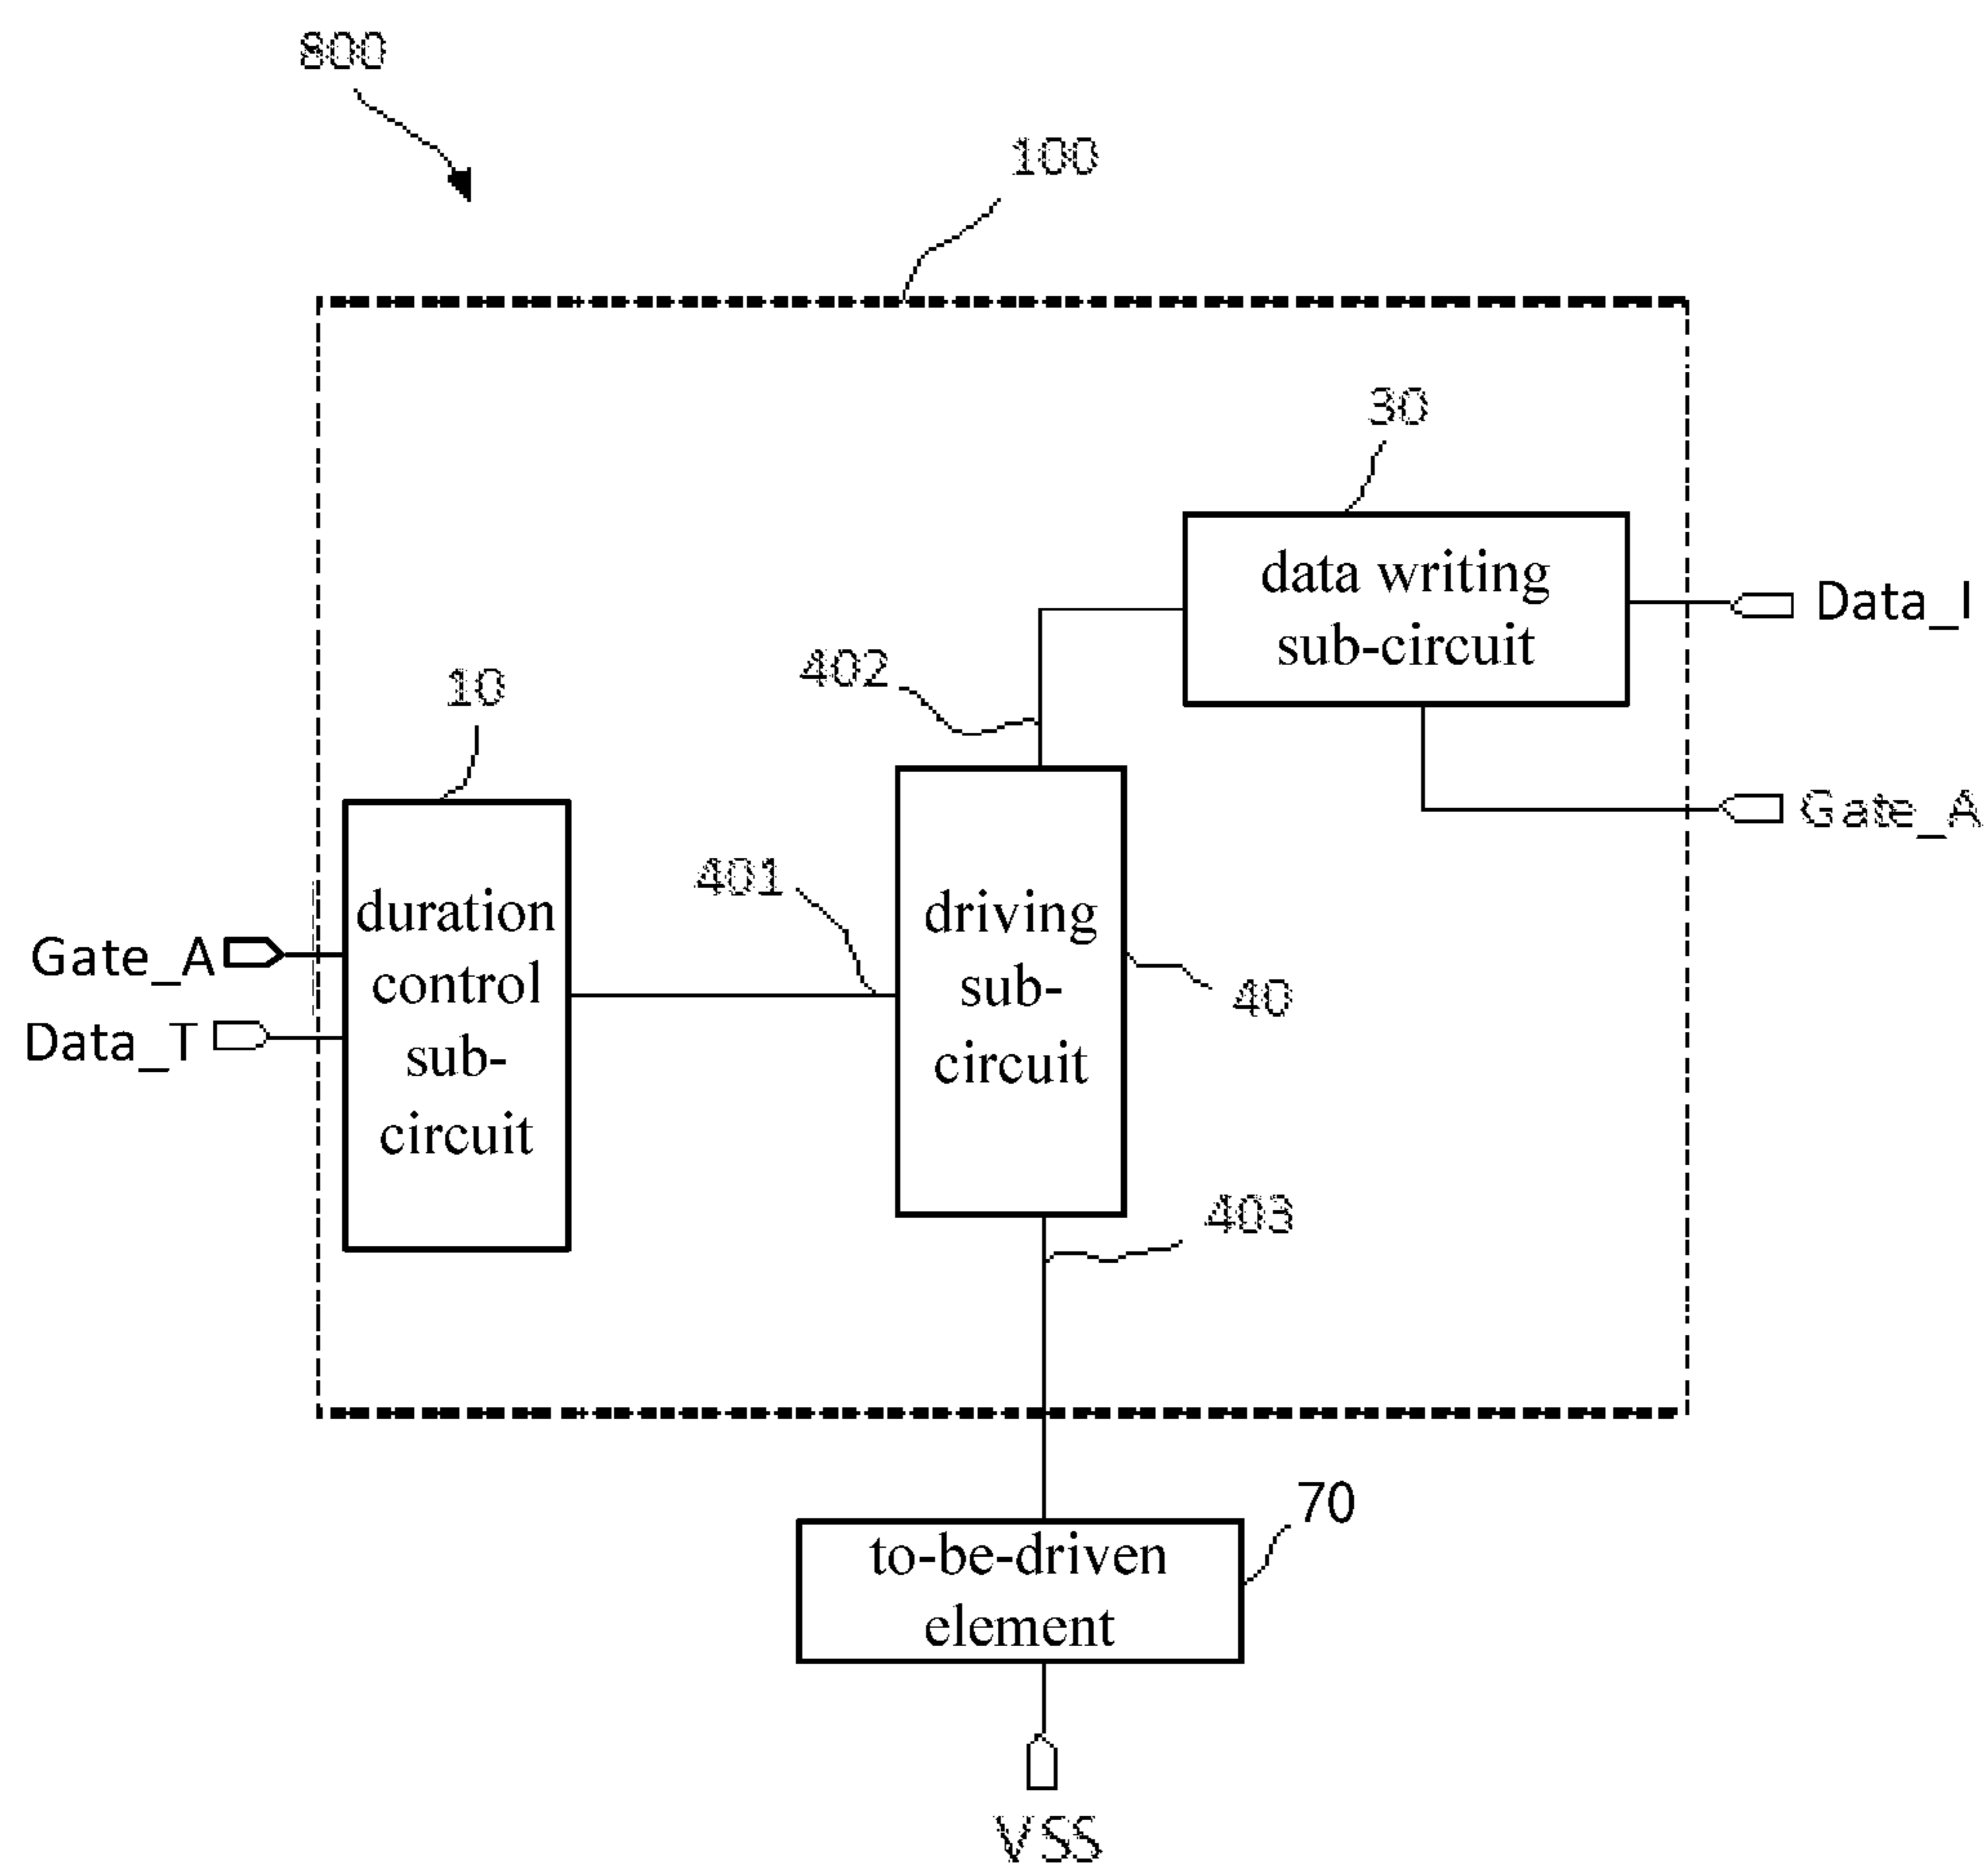 800
100
30
data writing
sub-circuit
Data_I
402
10
Gate_A
401
duration
control
sub-
circuit
driving
sub-
circuit
Gate_A
Data_T
40
403
70
to-be-driven
element
VSS